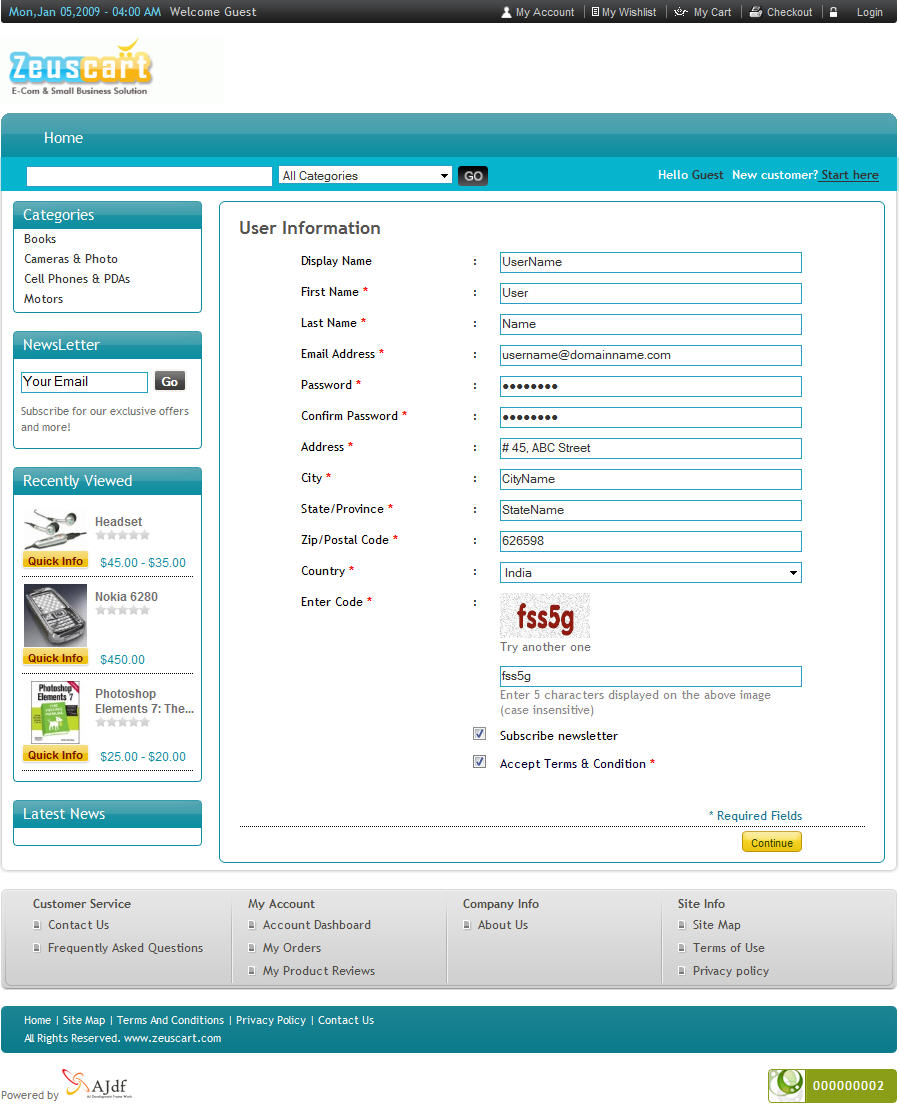 Mon,Jan 05,2009 - 04:00 AM Welcome Guest My Account My Wishlist My Cart Checkout Login
Zeuscart
E-Com & Small Business Solution
Home
All Categories GO Hello Guest New customer? Start here
Categories
Books
Cameras & Photo
Cell Phones & PDAs
Motors
NewsLetter
Your Email Go
Subscribe for our exclusive offers
and more!
Recently Viewed
Headset
Quick Info $45.00 - $35.00
Nokia 6280
Quick Info $450.00
Photoshop
Elements 7
Photoshop
Elements 7: The...
Quick Info $25.00 - $20.00
Latest News
User Information
Display Name : UserName
First Name * : User
Last Name * : Name
Email Address * : username@domainname.com
Password * : ●●●●●●●●
Confirm Password * : ●●●●●●●●
Address * : # 45, ABC Street
City * : CityName
State/Province * : StateName
Zip/Postal Code * : 626598
Country * : India
Enter Code * : fss5g
Try another one
fss5g
Enter 5 characters displayed on the above image
(case insensitive)
Subscribe newsletter
Accept Terms & Condition *
* Required Fields
Continue
Customer Service
Contact Us
Frequently Asked Questions
My Account
Account Dashboard
My Orders
My Product Reviews
Company Info
About Us
Site Info
Site Map
Terms of Use
Privacy policy
Home | Site Map | Terms And Conditions | Privacy Policy | Contact Us
All Rights Reserved. www.zeuscart.com
Powered by AJdf
000000002